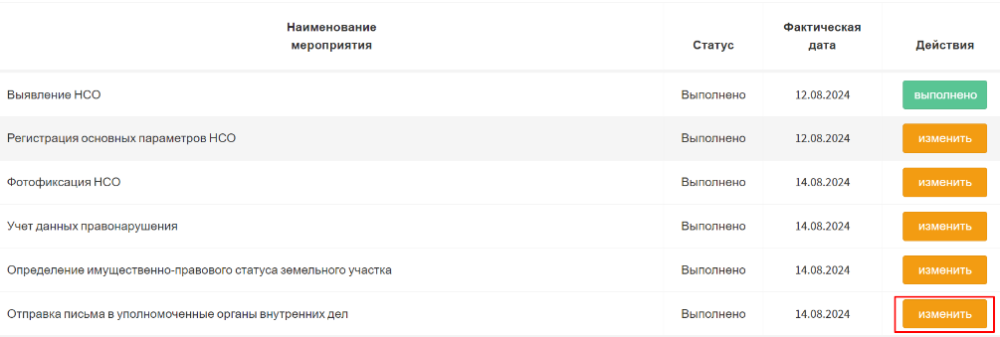 Наименование
мероприятия
Статус
Фактическая
дата
Действия
Выявление НСО Выполнено 12.08.2024 выполнено
Регистрация основных параметров НСО Выполнено 12.08.2024 изменить
Фотофиксация НСО Выполнено 14.08.2024 изменить
Учет данных правонарушения Выполнено 14.08.2024 изменить
Определение имущественно-правового статуса земельного участка Выполнено 14.08.2024 изменить
Отправка письма в уполномоченные органы внутренних дел Выполнено 14.08.2024 изменить